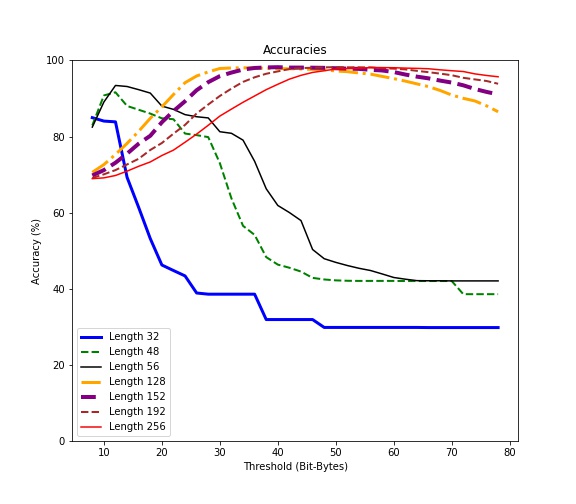 Accuracies
100
80
60
40
20
0
Accuracy (%)
Length 32
Length 48
Length 56
Length 128
Length 152
Length 192
Length 256
10 20 30 40 50 60 70 80
Threshold (Bit-Bytes)